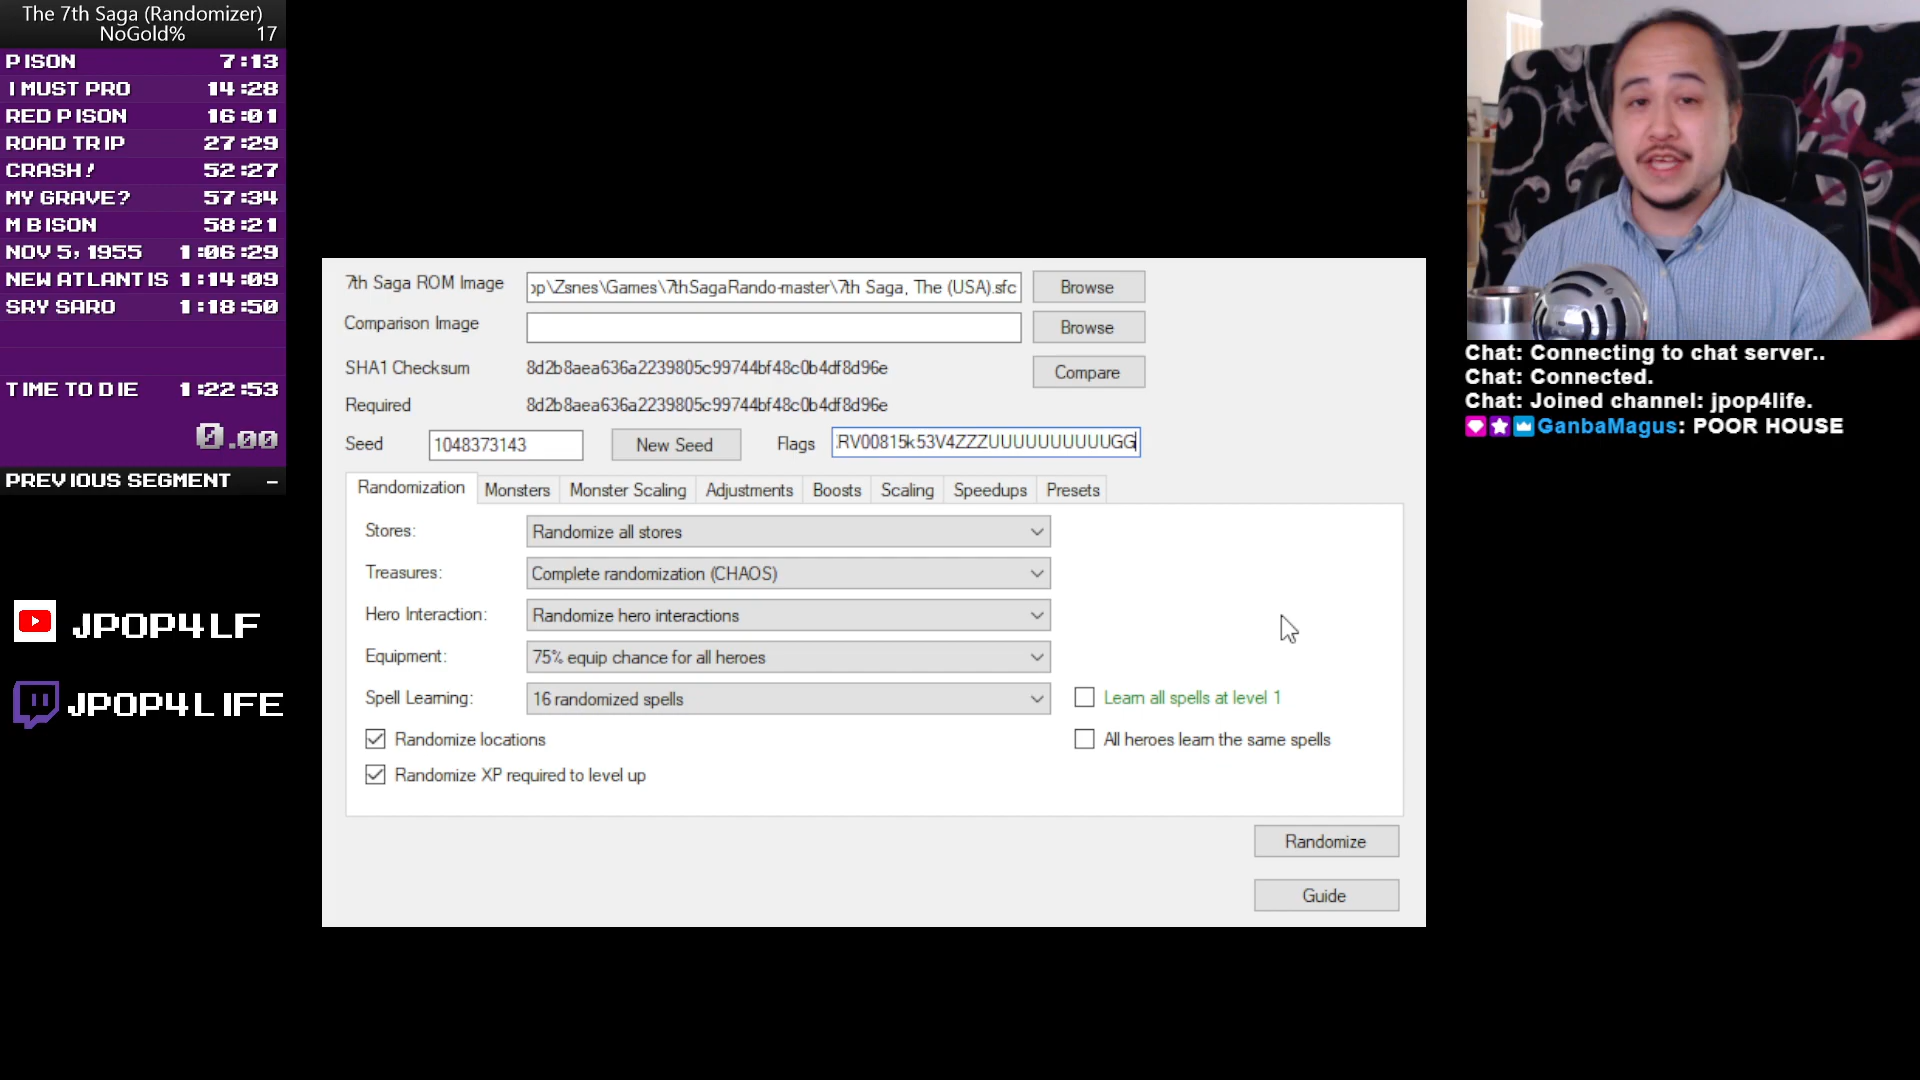 The 7th Saga (Randomizer)
NoGold% 17
PISON 7:13
I MUST PRO 14:28
RED PISON 16:01
ROAD TRIP 27:29
CRASH! 52:27
MY GRAVE? 57:34
M BISON 58:21
NOV 5, 1955 1:06:29
NEW ATLANTIS 1:14:09
SRY SARO 1:18:50
TIME TO DIE 1:22:53
0.00
PREVIOUS SEGMENT –
JPOP4LF
JPOP4LIFE
7th Saga ROM Image op\Zsnes\Games\7thSagaRando-master\7th Saga, The (USA).sfc Browse
Comparison Image Browse
SHA1 Checksum 8d2b8aea636a2239805c99744bf48c0b4df8d96e Compare
Required 8d2b8aea636a2239805c99744bf48c0b4df8d96e
Seed 1048373143 New Seed Flags RV00815k53V4ZZZUUUUUUUUUUGG
Randomization Monsters Monster Scaling Adjustments Boosts Scaling Speedups Presets
Stores: Randomize all stores
Treasures: Complete randomization (CHAOS)
Hero Interaction: Randomize hero interactions
Equipment: 75% equip chance for all heroes
Spell Learning: 16 randomized spells Learn all spells at level 1
Randomize locations All heroes learn the same spells
Randomize XP required to level up
Randomize
Guide
Chat: Connecting to chat server..
Chat: Connected.
Chat: Joined channel: jpop4life.
GanbaMagus: POOR HOUSE